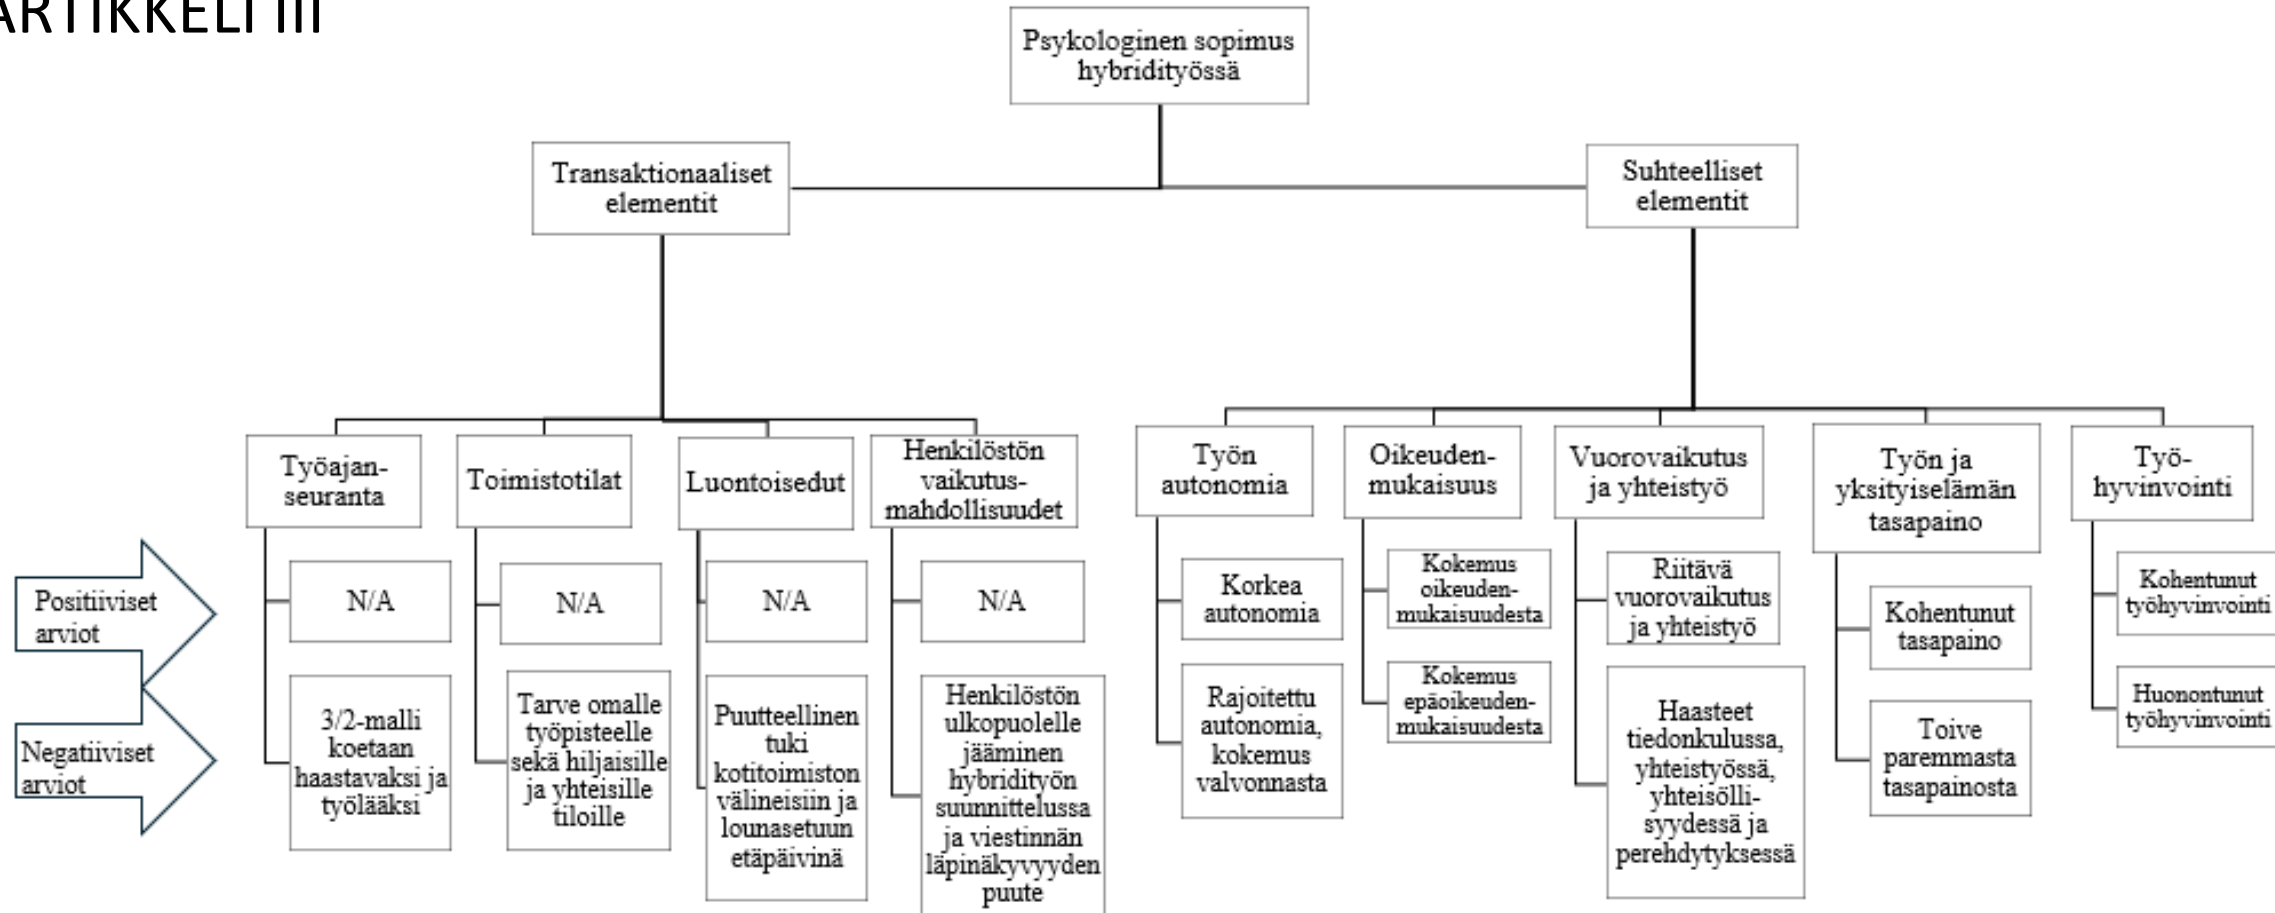 ARTIKKELI III
Psykologinen sopimus
hybridityössä
Transaktionaaliset
elementit
Suhteelliset
elementit
Työajan-
seuranta
Toimistotilat
Luontoisedut
Henkilöstön
vaikutus-
mahdollisuudet
Työn
autonomia
Oikeuden-
mukaisuus
Vuorovaikutus
ja yhteistyö
Työn ja
yksityiselämän
tasapaino
Työ-
hyvinvointi
Positiiviset
arviot
N/A
N/A
N/A
N/A
Korkea
autonomia
Kokemus
oikeuden-
mukaisuudesta
Riitävä
vuorovaikutus
ja yhteistyö
Kohentunut
tasapaino
Kohentunut
työhyvinvointi
Negatiiviset
arviot
3/2-malli
koetaan
haastavaksi ja
työlääksi
Tarve omalle
työpisteelle
sekä hiljaisille
ja yhteisille
tiloille
Puutteellinen
tuki
kotitoimiston
välineisiin ja
lounasetuun
etäpäivinä
Henkilöstön
ulkopuolelle
jääminen
hybridityön
suunnittelussa
ja viestinnän
läpinäkyvyyden
puute
Rajoitettu
autonomia,
kokemus
valvonnasta
Kokemus
epäoikeuden-
mukaisuudesta
Haasteet
tiedonkulussa,
yhteistyössä,
yhteisölli-
syydessä ja
perehdytyksessä
Toive
paremmasta
tasapainosta
Huonontunut
työhyvinvointi